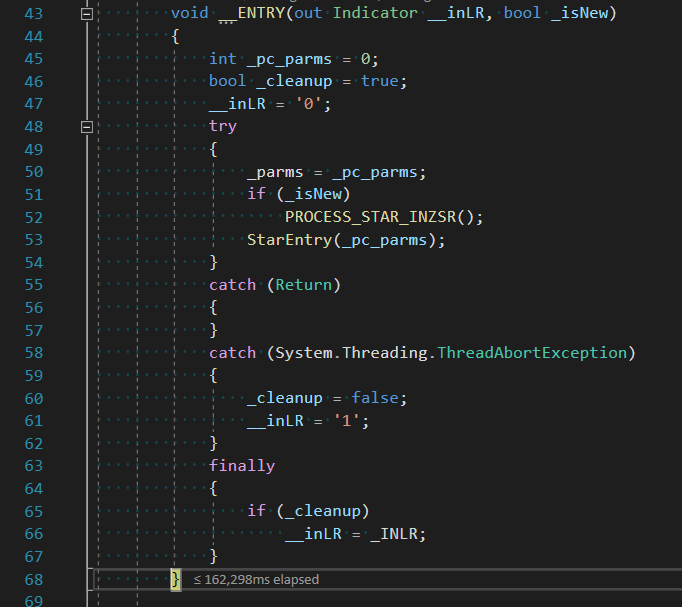 43 void __ENTRY(out Indicator __inLR, bool _isNew)
44 {
45 int _pc_parms = 0;
46 bool _cleanup = true;
47 __inLR = '0';
48 try
49 {
50 _parms = _pc_parms;
51 if (_isNew)
52 PROCESS_STAR_INZSR();
53 StarEntry(_pc_parms);
54 }
55 catch (Return)
56 {
57 }
58 catch (System.Threading.ThreadAbortException)
59 {
60 _cleanup = false;
61 __inLR = '1';
62 }
63 finally
64 {
65 if (_cleanup)
66 __inLR = _INLR;
67 }
68 } ≤ 162,298ms elapsed
69